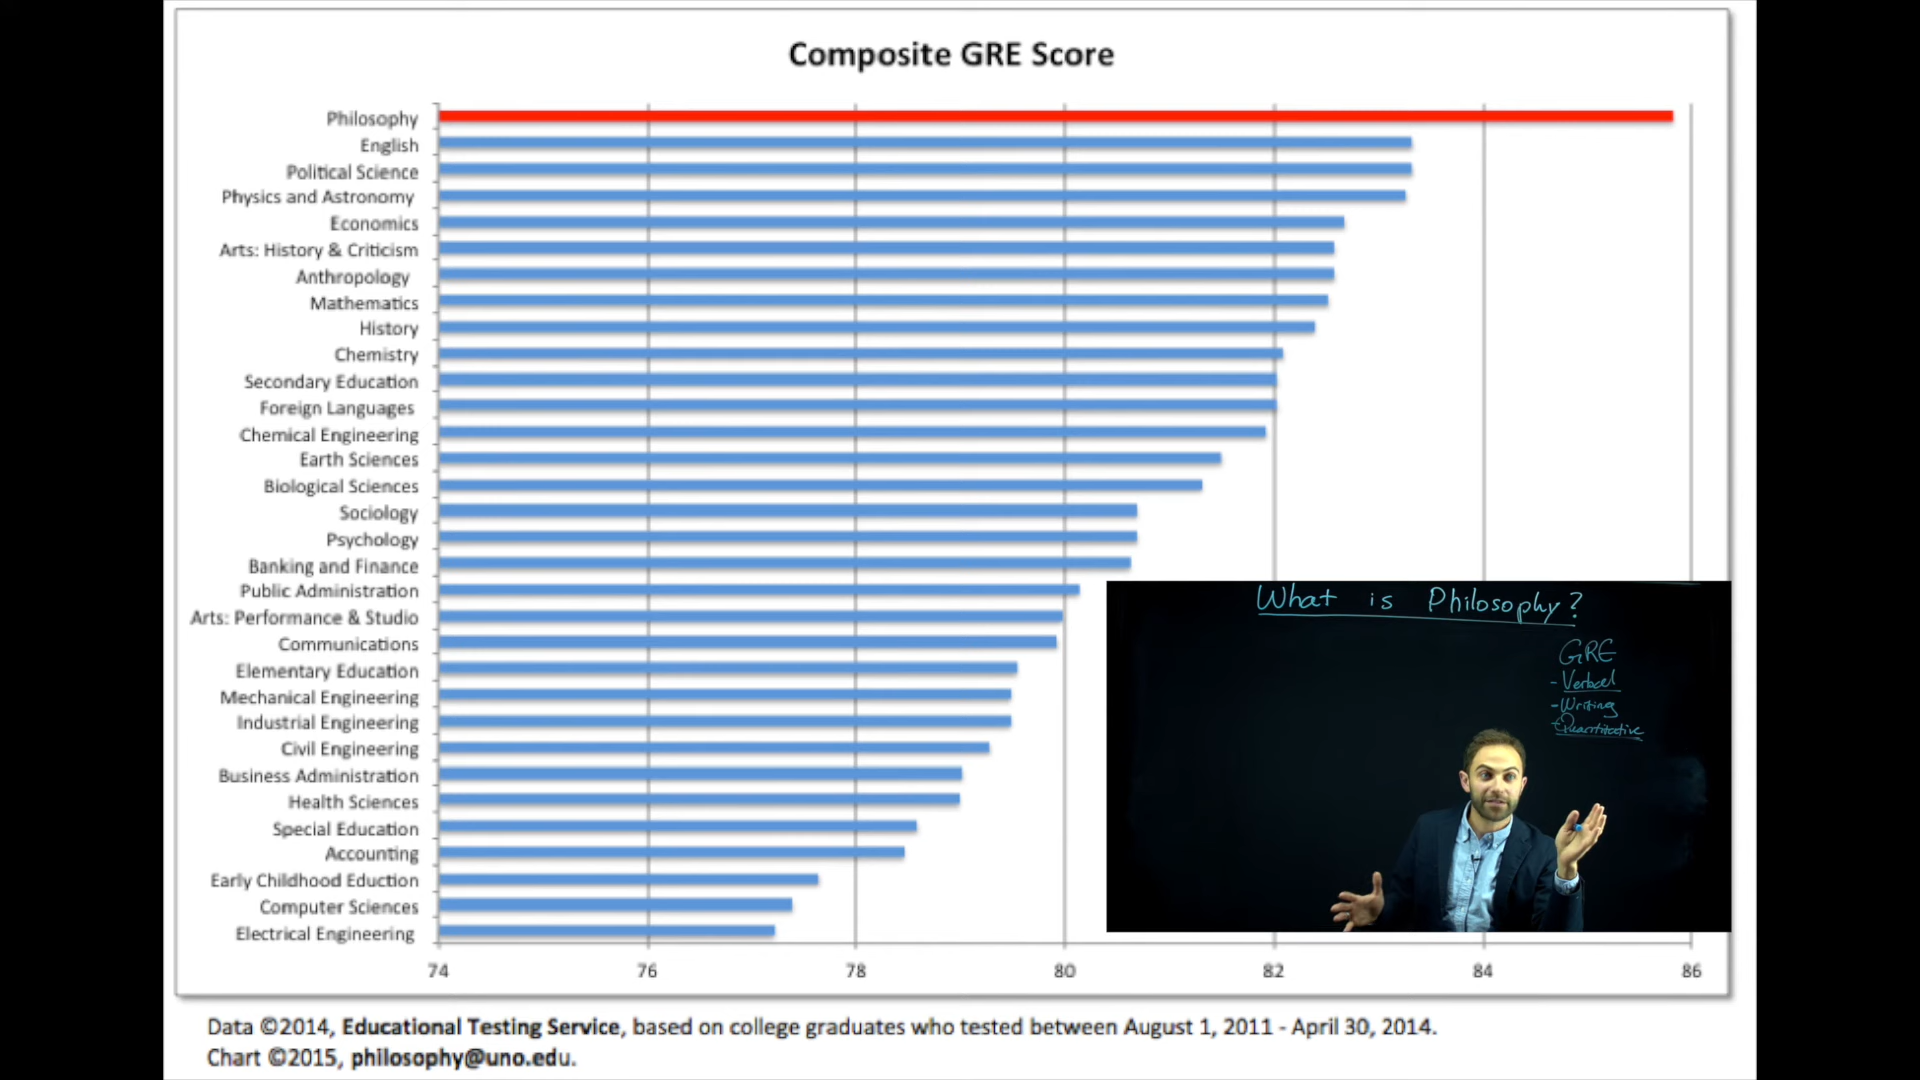 Composite GRE Score
Philosophy
English
Political Science
Physics and Astronomy
Economics
Arts: History & Criticism
Anthropology
Mathematics
History
Chemistry
Secondary Education
Foreign Languages
Chemical Engineering
Earth Sciences
Biological Sciences
Sociology
Psychology
Banking and Finance
Public Administration
Arts: Performance & Studio
Communications
Elementary Education
Mechanical Engineering
Industrial Engineering
Civil Engineering
Business Administration
Health Sciences
Special Education
Accounting
Early Childhood Eduction
Computer Sciences
Electrical Engineering
74 76 78 80 82 84 86
What is Philosophy?
GRE
- Verbal
- Writing
- Quantitative
Data ©2014, Educational Testing Service, based on college graduates who tested between August 1, 2011 - April 30, 2014.
Chart ©2015, philosophy@uno.edu.